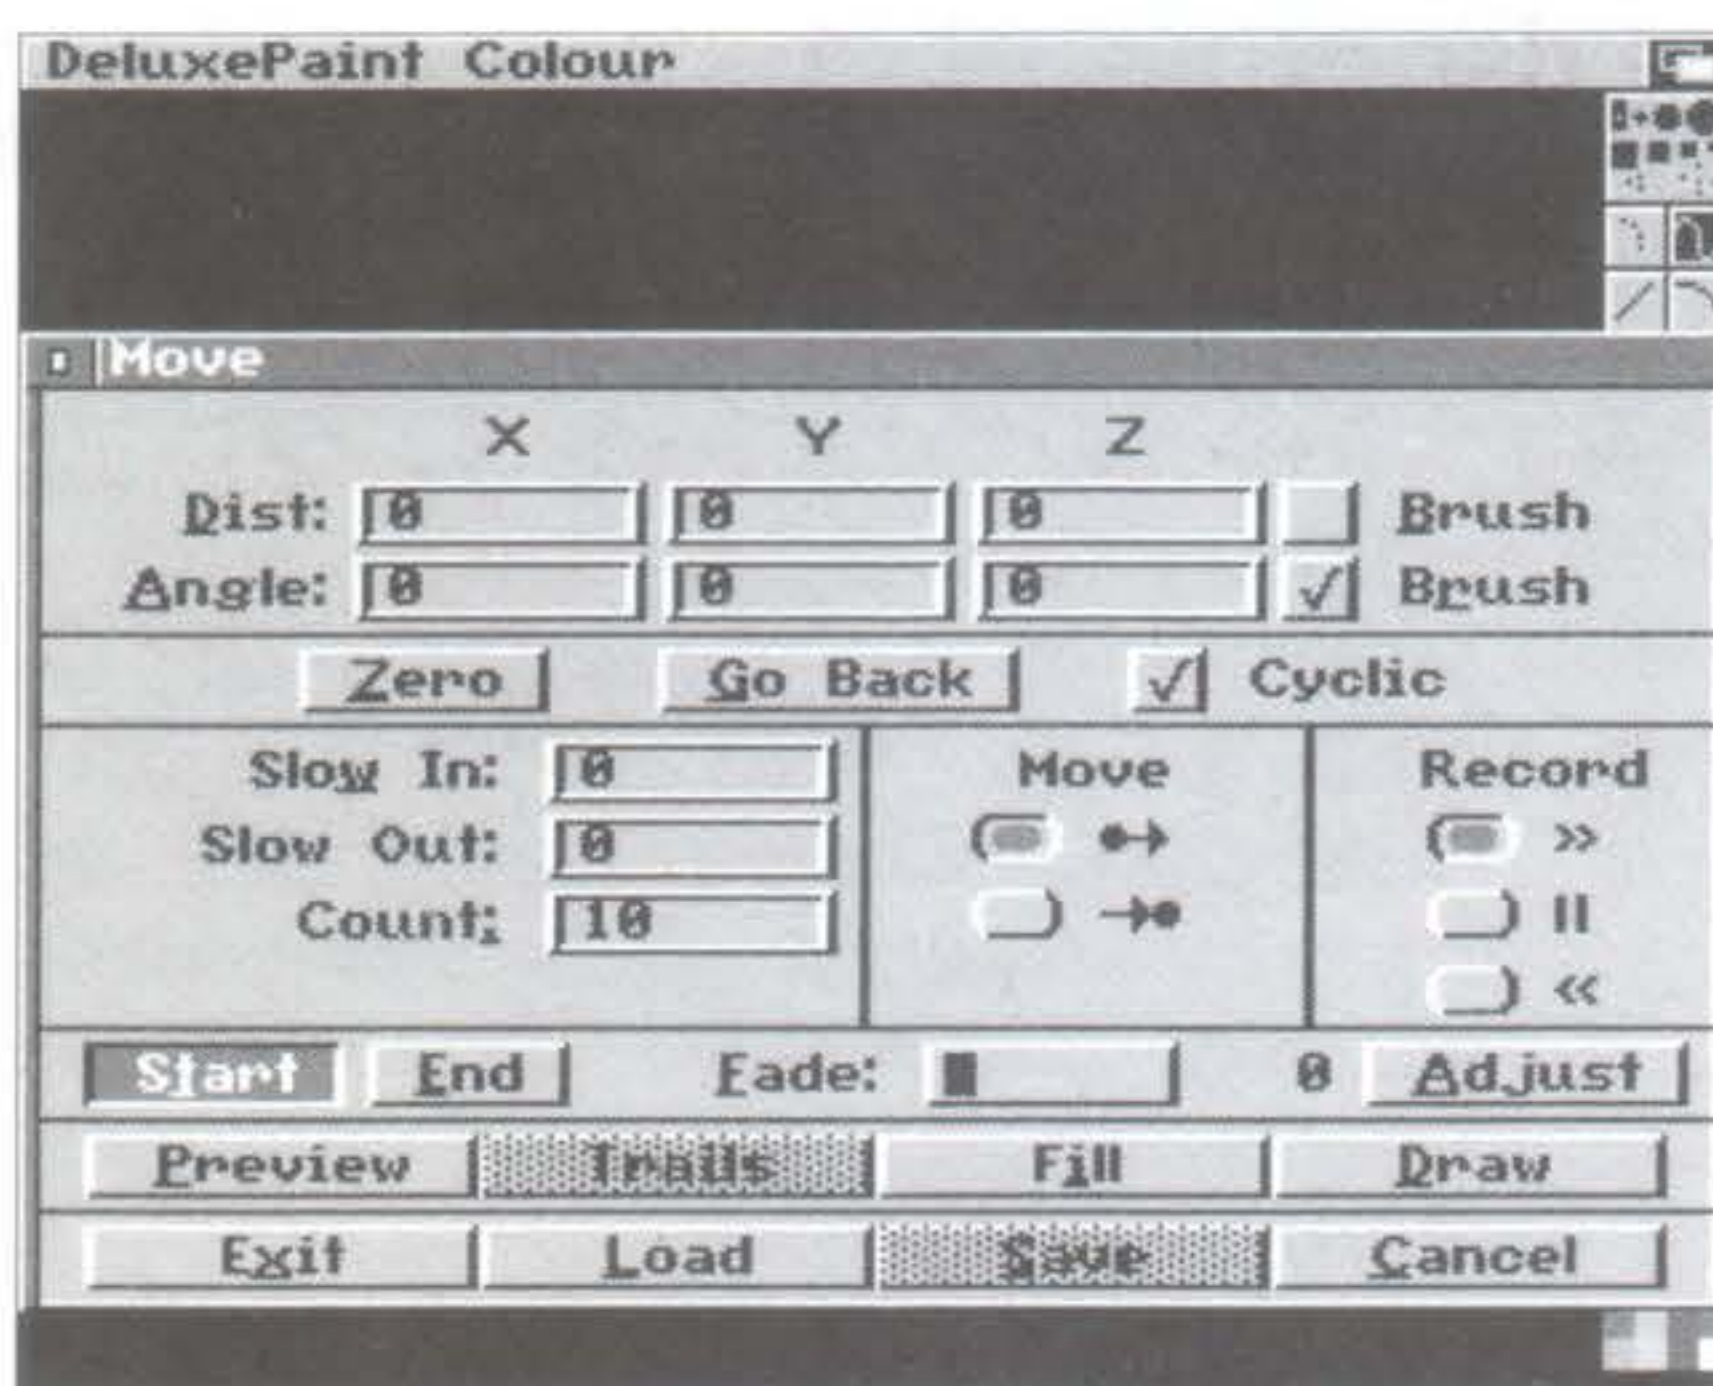 DeluxePaint Colour
Move
X Y Z
Dist: 0 0 0 Brush
Angle: 0 0 0 √ Brush
Zero Go Back √ Cyclic
Slow In: 0 Move Record
Slow Out: 0 »
Count: 10 II
«
Start End Fade: 0 Adjust
Preview Trails Fill Draw
Exit Load Save Cancel